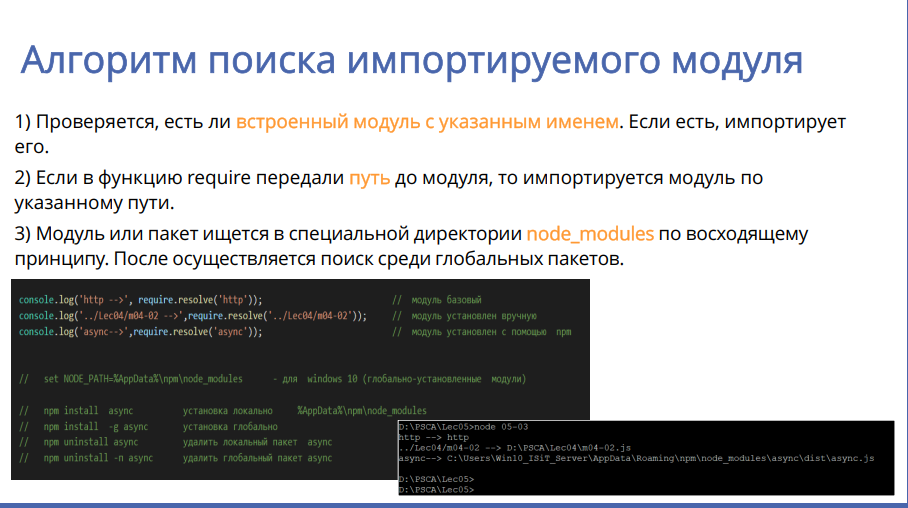 Алгоритм поиска импортируемого модуля
1) Проверяется, есть ли встроенный модуль с указанным именем. Если есть, импортирует
его.
2) Если в функцию require передали путь до модуля, то импортируется модуль по
указанному пути.
3) Модуль или пакет ищется в специальной директории node_modules по восходящему
принципу. После осуществляется поиск среди глобальных пакетов.
console.log('http -->', require.resolve('http')); // модуль базовый
console.log('../Lec04/m04-02 -->',require.resolve('../Lec04/m04-02')); // модуль установлен вручную
console.log('async-->',require.resolve('async')); // модуль установлен с помощью npm
// set NODE_PATH=%AppData%\npm\node_modules - для windows 10 (глобально-установленные модули)
// npm install async установка локально %AppData%\npm\node_modules
// npm install -g async установка глобально
// npm uninstall async удалить локальный пакет async
// npm uninstall -n async удалить глобальный пакет async
D:\PSCA\Lec05>node 05-03
http --> http
../Lec04/m04-02 --> D:\PSCA\Lec04\m04-02.js
async--> C:\Users\Win10_ISiT_Server\AppData\Roaming\npm\node_modules\async\dist\async.js
D:\PSCA\Lec05>
D:\PSCA\Lec05>